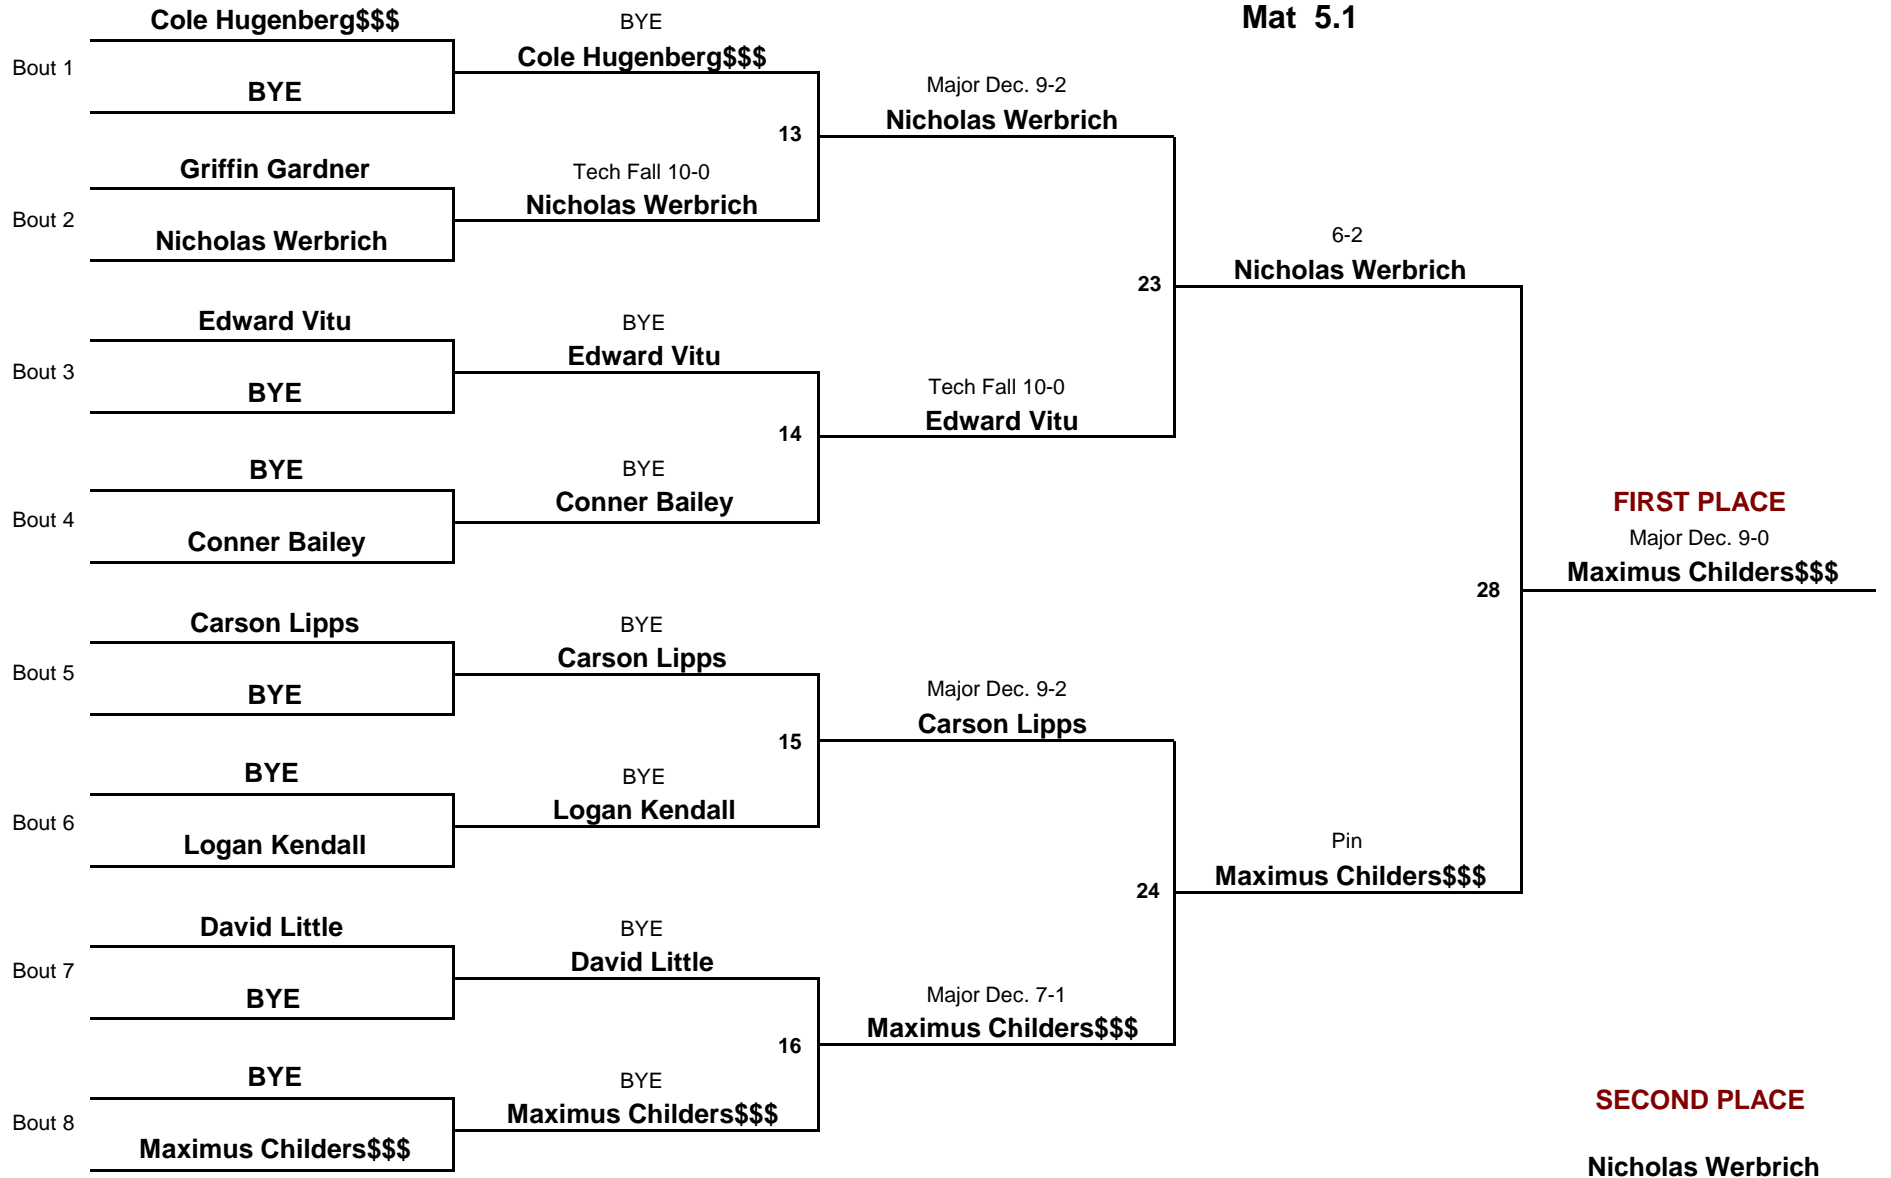 Mat 5.1
Cole Hugenberg$$$
Bout 1
BYE
BYE
Cole Hugenberg$$$
Griffin Gardner
Bout 2
Nicholas Werbrich
Tech Fall 10-0
Nicholas Werbrich
13
Major Dec. 9-2
Nicholas Werbrich
Edward Vitu
Bout 3
BYE
BYE
Edward Vitu
BYE
Bout 4
Conner Bailey
BYE
Conner Bailey
14
Tech Fall 10-0
Edward Vitu
23
6-2
Nicholas Werbrich
Carson Lipps
Bout 5
BYE
BYE
Carson Lipps
BYE
Bout 6
Logan Kendall
BYE
Logan Kendall
15
Major Dec. 9-2
Carson Lipps
David Little
Bout 7
BYE
BYE
David Little
BYE
Bout 8
Maximus Childers$$$
BYE
Maximus Childers$$$
16
Major Dec. 7-1
Maximus Childers$$$
24
Pin
Maximus Childers$$$
28
FIRST PLACE
Major Dec. 9-0
Maximus Childers$$$
SECOND PLACE
Nicholas Werbrich